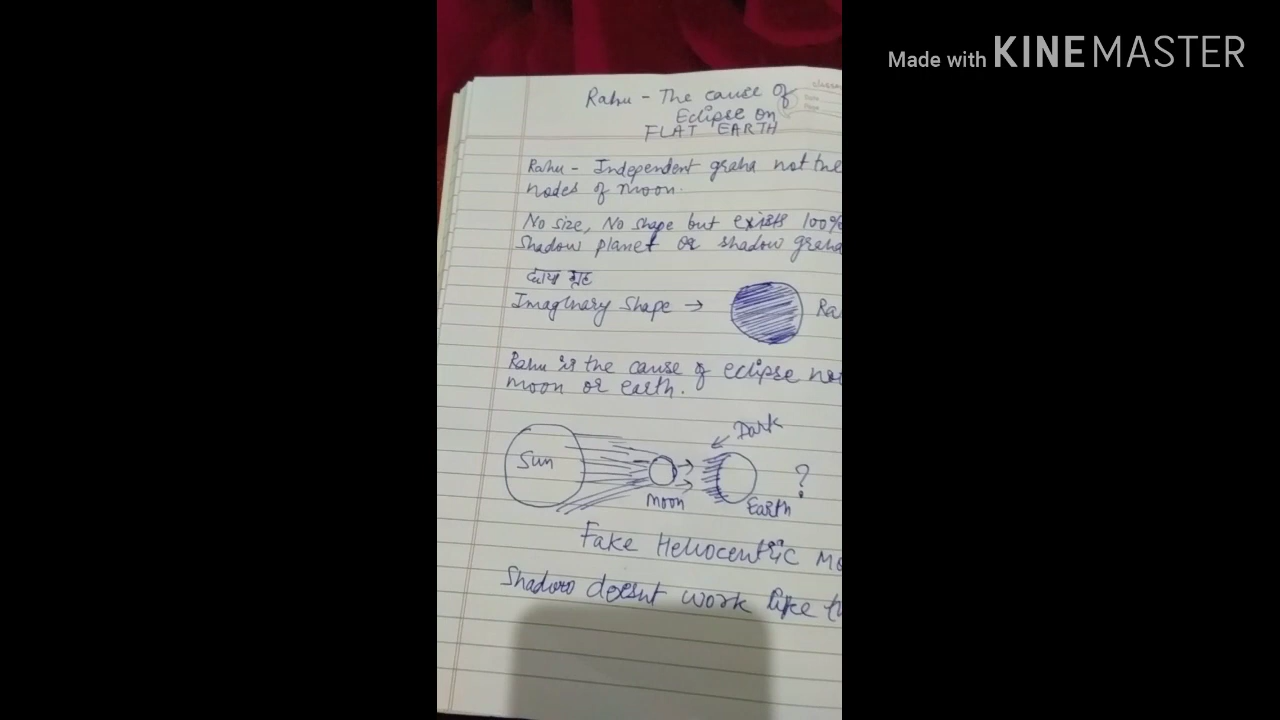 Made with KINEMASTER
Rahu - The cause of
Eclipse on
FLAT EARTH
Rahu - Independent graha not the
nodes of moon.
No size, No shape but exists 100%
Shadow planet or shadow graha
छाया ग्रह
Imaginary Shape → Ra
Rahu is the cause of eclipse not
moon or earth.
Dark
Sun
?
Moon
Earth
Fake Heliocentric Mo
Shadow doesnt work like